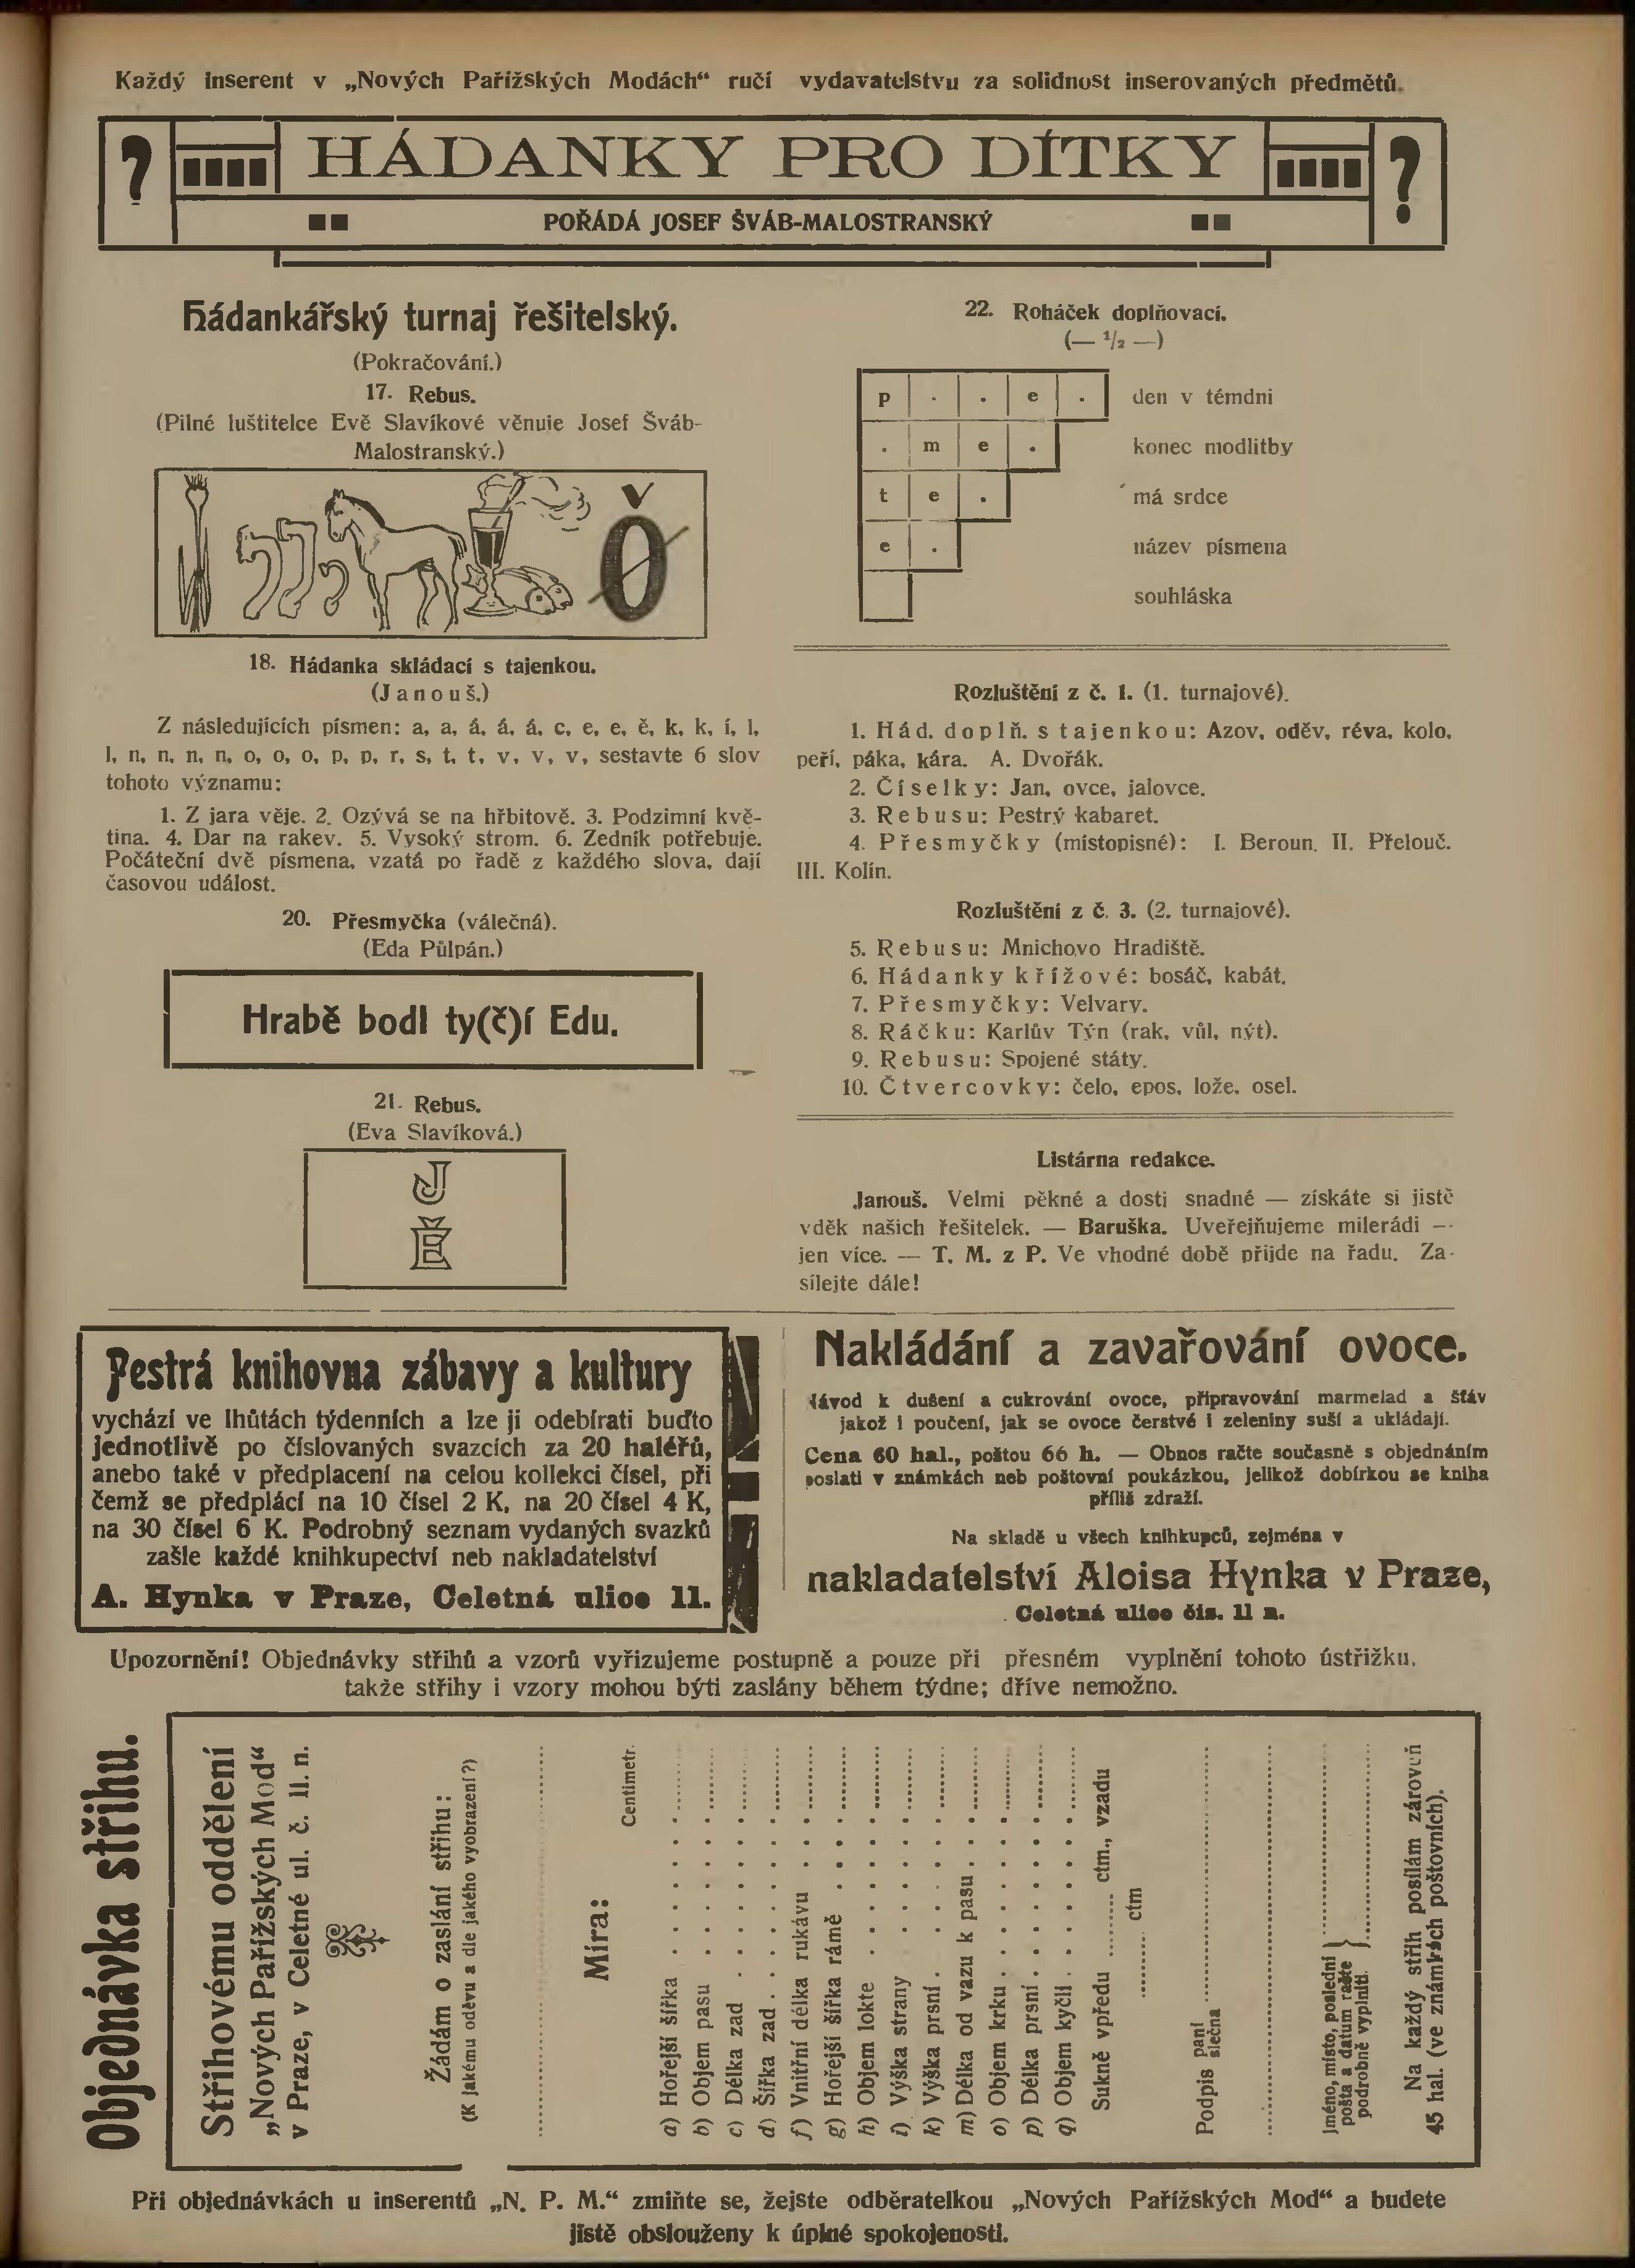 Každý inserent v „Nových Pařížských Modách“ ručí vydavatelstvu za solidnost inserovaných předmětů.
? HÁDANKY PRO DÍTKY ?
POŘÁDÁ JOSEF ŠVÁB-MALOSTRANSKÝ
Hádankářský turnaj řešitelský.
(Pokračování.)
17. Rebus.
(Pilné luštitelce Evě Slavíkové věnuje Josef Šváb-
Malostranský.)
Ǒ
18. Hádanka skládací s tajenkou.
(Janouš.)
Z následujících písmen: a, a, á, á, á, c, e, e, ě, k, k, í, l,
l, n, n, n, n, o, o, o, p, p, r, s, t, t, v, v, v, sestavte 6 slov
tohoto významu:
1. Z jara věje. 2. Ozývá se na hřbitově. 3. Podzimní kvě-
tina. 4. Dar na rakev. 5. Vysoký strom. 6. Zedník potřebuje.
Počáteční dvě písmena, vzatá po řadě z každého slova, dají
časovou událost.
20. Přesmyčka (válečná).
(Eda Půlpán.)
Hrabě bodl ty(č)í Edu.
21. Rebus.
(Eva Slavíková.)
J
Ě
22. Roháček doplňovací.
(— 1/2 —)
p . . e . den v témdni
. m e . konec modlitby
t e . má srdce
e . název písmena
souhláska
Rozluštění z č. 1. (1. turnajové).
1. Hád. doplň. s tajenkou: Azov, oděv, réva, kolo,
peří, páka, kára. A. Dvořák.
2. Číselky: Jan, ovce, jalovce.
3. Rebusu: Pestrý kabaret.
4. Přesmyčky (místopisné): I. Beroun. II. Přelouč.
III. Kolín.
Rozluštění z č. 3. (2. turnajové).
5. Rebusu: Mnichovo Hradiště.
6. Hádanky křížové: bosáč, kabát.
7. Přesmyčky: Velvary.
8. Ráčku: Karlův Týn (rak, vůl, nýt).
9. Rebusu: Spojené státy.
10. Čtvercovky: čelo, epos, lože, osel.
Listárna redakce.
Janouš. Velmi pěkné a dosti snadné — získáte si jistě
vděk našich řešitelek. — Baruška. Uveřejňujeme milerádi —
jen více. — T. M. z P. Ve vhodné době přijde na řadu. Za-
sílejte dále!
Pestrá knihovna zábavy a kultury
vychází ve lhůtách týdenních a lze ji odebírati buďto
jednotlivě po číslovaných svazcích za 20 haléřů,
anebo také v předplacení na celou kollekci čísel, při
čemž se předplácí na 10 čísel 2 K, na 20 čísel 4 K,
na 30 čísel 6 K. Podrobný seznam vydaných svazků
zašle každé knihkupectví neb nakladatelství
A. Hynka v Praze, Celetná ulice 11.
Nakládání a zavařování ovoce.
Návod k dušení a cukrování ovoce, připravování marmelad a šťáv
jakož i poučení, jak se ovoce čerstvé i zeleniny suší a ukládají.
Cena 60 hal., poštou 66 h. — Obnos račte současně s objednáním
poslati v známkách neb poštovní poukázkou, jelikož dobírkou se kniha
příliš zdraží.
Na skladě u všech knihkupců, zejména v
nakladatelství Aloisa Hynka v Praze,
Celetná ulice čís. 11 n.
Upozornění! Objednávky střihů a vzorů vyřizujeme postupně a pouze při přesném vyplnění tohoto ústřižku,
takže střihy i vzory mohou býti zaslány během týdne; dříve nemožno.
Objednávka střihu.
Střihovému oddělení
„Nových Pařížských Mod“
v Praze, v Celetné ul. č. 11. n.
Žádám o zaslání střihu:
(K jakému oděvu a dle jakého vyobrazení?)
Míra:
Centimetr.
a) Hořejší šířka
b) Objem pasu
c) Délka zad
d) Šířka zad
f) Vnitřní délka rukávu
g) Hořejší šířka rámě
h) Objem lokte
i) Výška strany
k) Výška prsní
m) Délka od vazu k pasu
o) Objem krku
p) Délka prsní
q) Objem kyčlí
Sukně vpředu ........ ctm., vzadu
........ ctm
Podpis paní
slečna
Jméno, místo, poslední
pošta a datum račte
podrobně vyplniti.
Na každý střih posílám zároveň
45 hal. (ve známkách poštovních).
Při objednávkách u inserentů „N. P. M.“ zmiňte se, žejste odběratelkou „Nových Pařížských Mod“ a budete
jistě obslouženy k úplné spokojenosti.